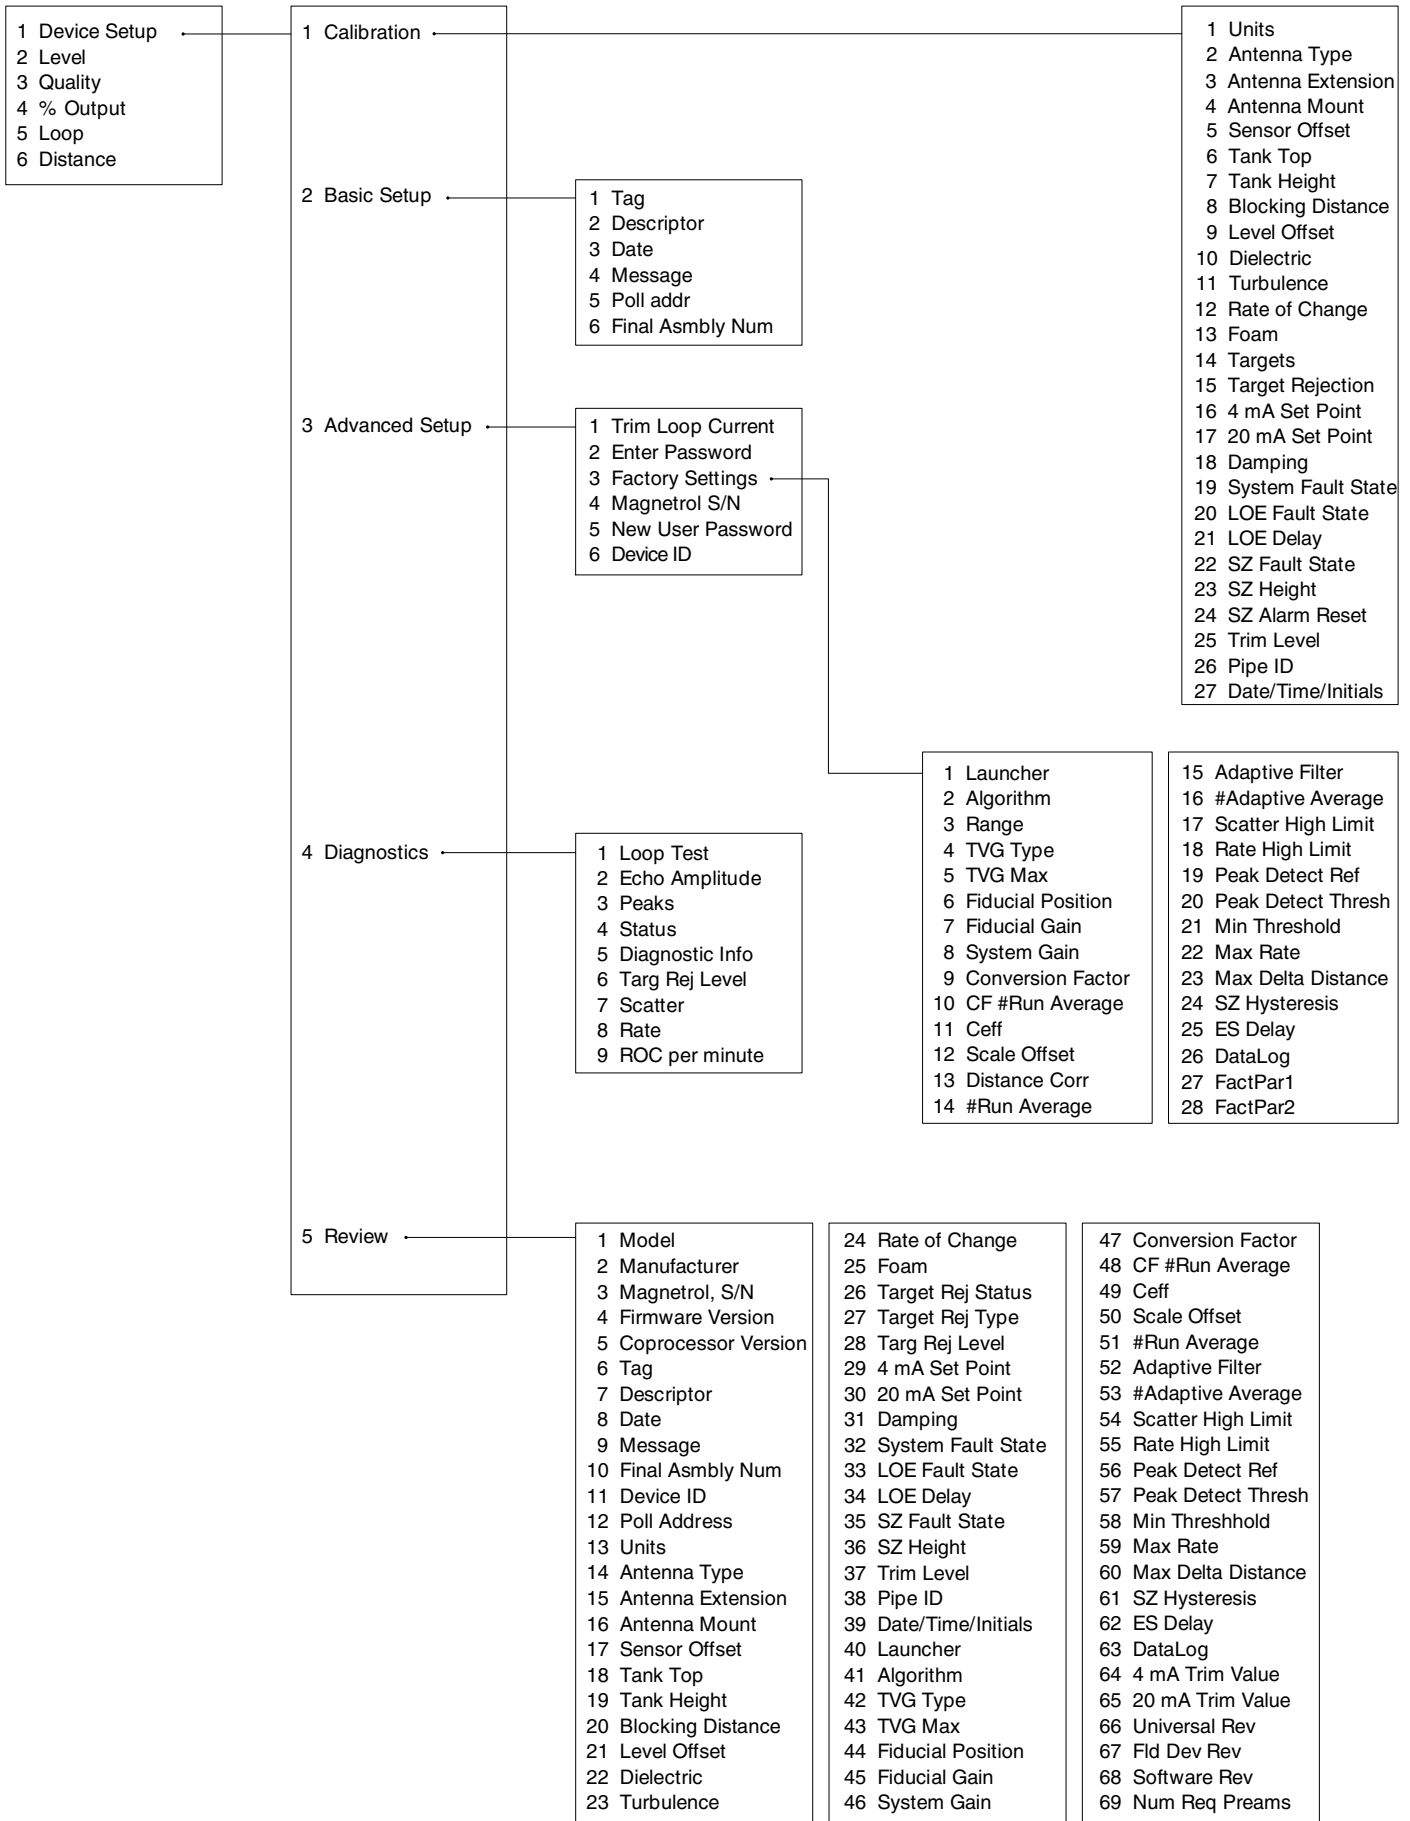 1 Device Setup
2 Level
3 Quality
4 % Output
5 Loop
6 Distance
1 Calibration
2 Basic Setup
3 Advanced Setup
4 Diagnostics
5 Review
1 Units
2 Antenna Type
3 Antenna Extension
4 Antenna Mount
5 Sensor Offset
6 Tank Top
7 Tank Height
8 Blocking Distance
9 Level Offset
10 Dielectric
11 Turbulence
12 Rate of Change
13 Foam
14 Targets
15 Target Rejection
16 4 mA Set Point
17 20 mA Set Point
18 Damping
19 System Fault State
20 LOE Fault State
21 LOE Delay
22 SZ Fault State
23 SZ Height
24 SZ Alarm Reset
25 Trim Level
26 Pipe ID
27 Date/Time/Initials
1 Tag
2 Descriptor
3 Date
4 Message
5 Poll addr
6 Final Asmbly Num
1 Trim Loop Current
2 Enter Password
3 Factory Settings
4 Magnetrol S/N
5 New User Password
6 Device ID
1 Launcher
2 Algorithm
3 Range
4 TVG Type
5 TVG Max
6 Fiducial Position
7 Fiducial Gain
8 System Gain
9 Conversion Factor
10 CF #Run Average
11 Ceff
12 Scale Offset
13 Distance Corr
14 #Run Average
15 Adaptive Filter
16 #Adaptive Average
17 Scatter High Limit
18 Rate High Limit
19 Peak Detect Ref
20 Peak Detect Thresh
21 Min Threshold
22 Max Rate
23 Max Delta Distance
24 SZ Hysteresis
25 ES Delay
26 DataLog
27 FactPar1
28 FactPar2
1 Loop Test
2 Echo Amplitude
3 Peaks
4 Status
5 Diagnostic Info
6 Targ Rej Level
7 Scatter
8 Rate
9 ROC per minute
1 Model
2 Manufacturer
3 Magnetrol, S/N
4 Firmware Version
5 Coprocessor Version
6 Tag
7 Descriptor
8 Date
9 Message
10 Final Asmbly Num
11 Device ID
12 Poll Address
13 Units
14 Antenna Type
15 Antenna Extension
16 Antenna Mount
17 Sensor Offset
18 Tank Top
19 Tank Height
20 Blocking Distance
21 Level Offset
22 Dielectric
23 Turbulence
24 Rate of Change
25 Foam
26 Target Rej Status
27 Target Rej Type
28 Targ Rej Level
29 4 mA Set Point
30 20 mA Set Point
31 Damping
32 System Fault State
33 LOE Fault State
34 LOE Delay
35 SZ Fault State
36 SZ Height
37 Trim Level
38 Pipe ID
39 Date/Time/Initials
40 Launcher
41 Algorithm
42 TVG Type
43 TVG Max
44 Fiducial Position
45 Fiducial Gain
46 System Gain
47 Conversion Factor
48 CF #Run Average
49 Ceff
50 Scale Offset
51 #Run Average
52 Adaptive Filter
53 #Adaptive Average
54 Scatter High Limit
55 Rate High Limit
56 Peak Detect Ref
57 Peak Detect Thresh
58 Min Threshhold
59 Max Rate
60 Max Delta Distance
61 SZ Hysteresis
62 ES Delay
63 DataLog
64 4 mA Trim Value
65 20 mA Trim Value
66 Universal Rev
67 Fld Dev Rev
68 Software Rev
69 Num Req Preams